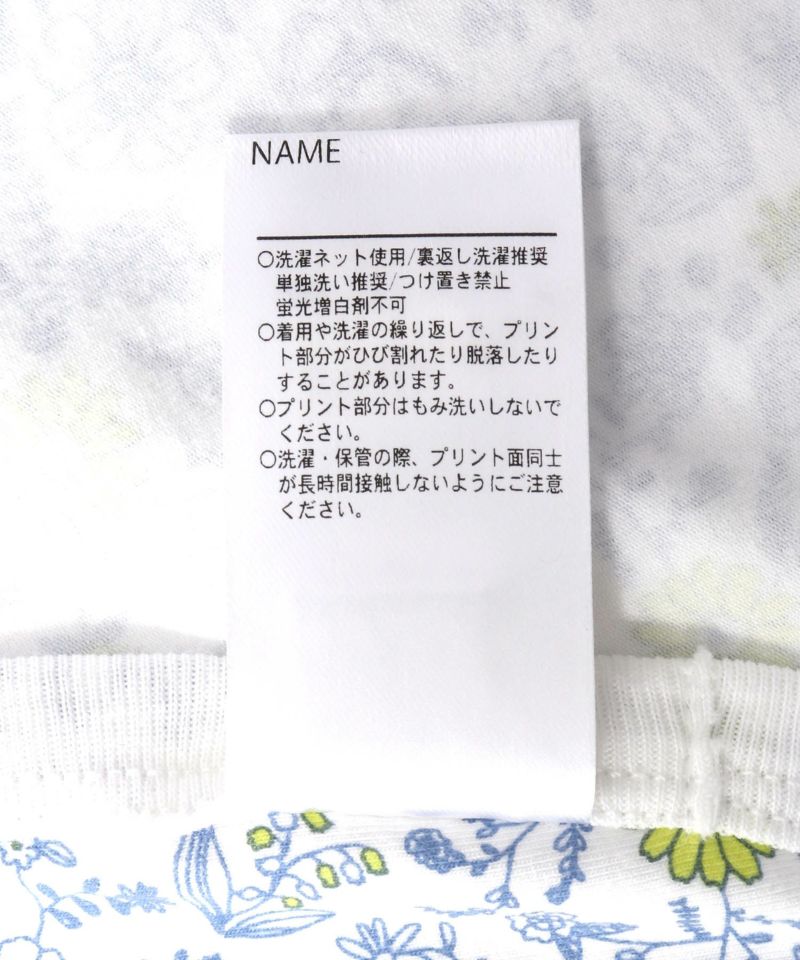 NAME
○洗濯ネット使用/裏返し洗濯推奨
単独洗い推奨/つけ置き禁止
蛍光増白剤不可
○着用や洗濯の繰り返しで、プリン
ト部分がひび割れたり脱落したり
することがあります。
○プリント部分はもみ洗いしないで
ください。
○洗濯・保管の際、プリント面同士
が長時間接触しないようにご注意
ください。